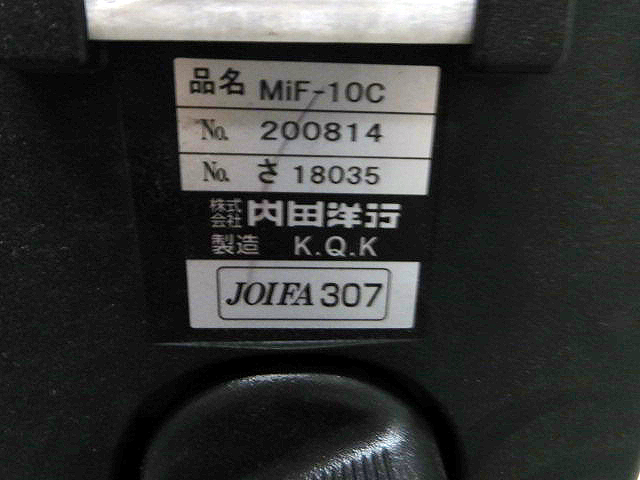 品名 MiF-10C
No. 200814
No. さ 18035
株式会社 内田洋行
製造 K.Q.K
JOIFA 307